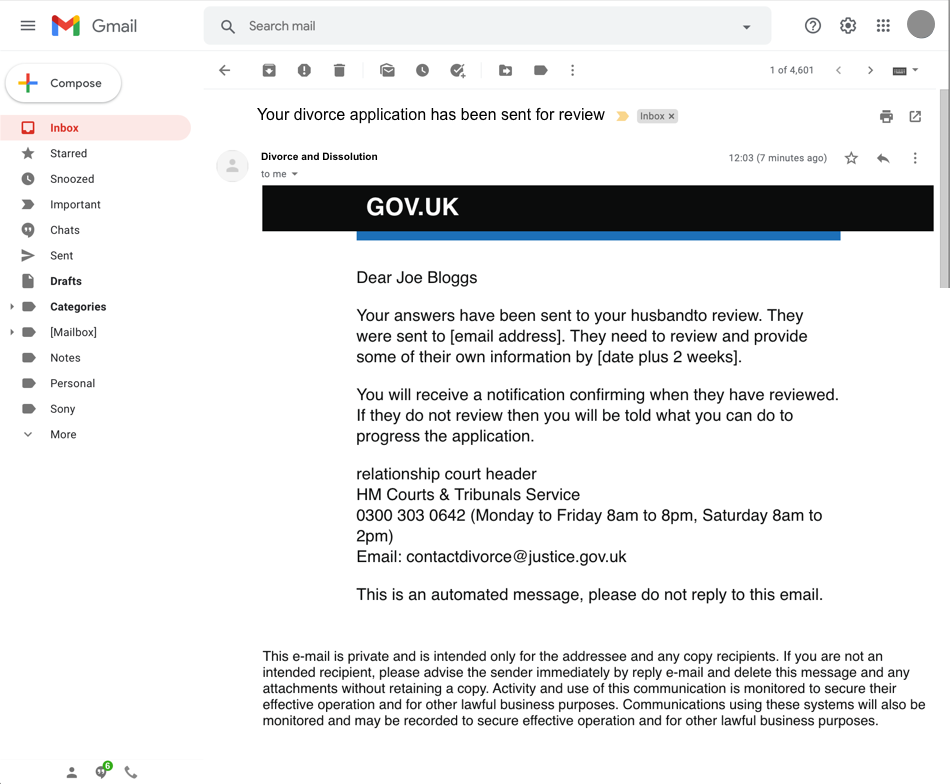 Gmail
Search mail
Compose
1 of 4,601
Inbox
Starred
Snoozed
Important
Chats
Sent
Drafts
Categories
[Mailbox]
Notes
Personal
Sony
More
6
Your divorce application has been sent for review
Inbox ×
Divorce and Dissolution
12:03 (7 minutes ago)
to me
GOV.UK
Dear Joe Bloggs
Your answers have been sent to your husbandto review. They
were sent to [email address]. They need to review and provide
some of their own information by [date plus 2 weeks].
You will receive a notification confirming when they have reviewed.
If they do not review then you will be told what you can do to
progress the application.
relationship court header
HM Courts & Tribunals Service
0300 303 0642 (Monday to Friday 8am to 8pm, Saturday 8am to
2pm)
Email: contactdivorce@justice.gov.uk
This is an automated message, please do not reply to this email.
This e-mail is private and is intended only for the addressee and any copy recipients. If you are not an
intended recipient, please advise the sender immediately by reply e-mail and delete this message and any
attachments without retaining a copy. Activity and use of this communication is monitored to secure their
effective operation and for other lawful business purposes. Communications using these systems will also be
monitored and may be recorded to secure effective operation and for other lawful business purposes.